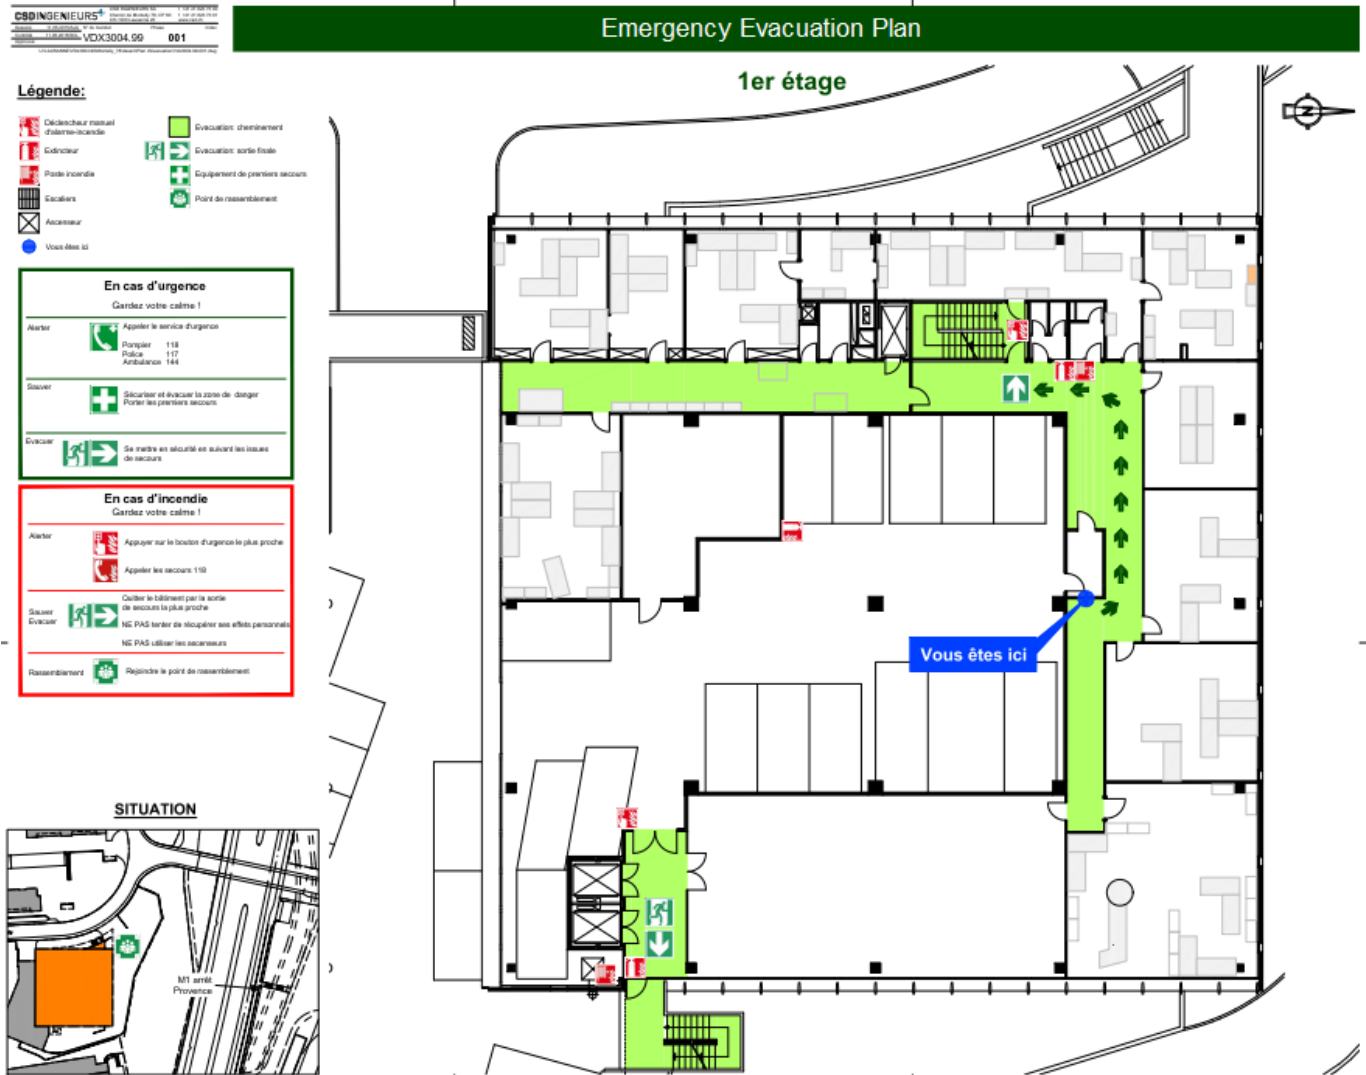 CSD INGENIEURS+
VDX3004.99 001
Emergency Evacuation Plan
1er étage
Légende:
Déclencheur manuel
d'alarme-incendie
Extincteur
Poste incendie
Escaliers
Ascenseur
Vous êtes ici
Evacuation: cheminement
Evacuation: sortie finale
Equipement de premiers secours
Point de rassemblement
En cas d'urgence
Gardez votre calme !
Alerter
Appeler le service d'urgence
Pompier 118
Police 117
Ambulance 144
Sauver
Sécuriser et évacuer la zone de danger
Porter les premiers secours
Evacuer
Se mettre en sécurité en suivant les issues
de secours
En cas d'incendie
Gardez votre calme !
Alerter
Appuyer sur le bouton d'urgence le plus proche
Appeler les secours 118
Sauver
Evacuer
Quitter le bâtiment par la sortie
de secours la plus proche
NE PAS tenter de récupérer ses effets personnels
NE PAS utiliser les ascenseurs
Rassemblement
Rejoindre le point de rassemblement
Vous êtes ici
N
SITUATION
M1 arrêt
Provence